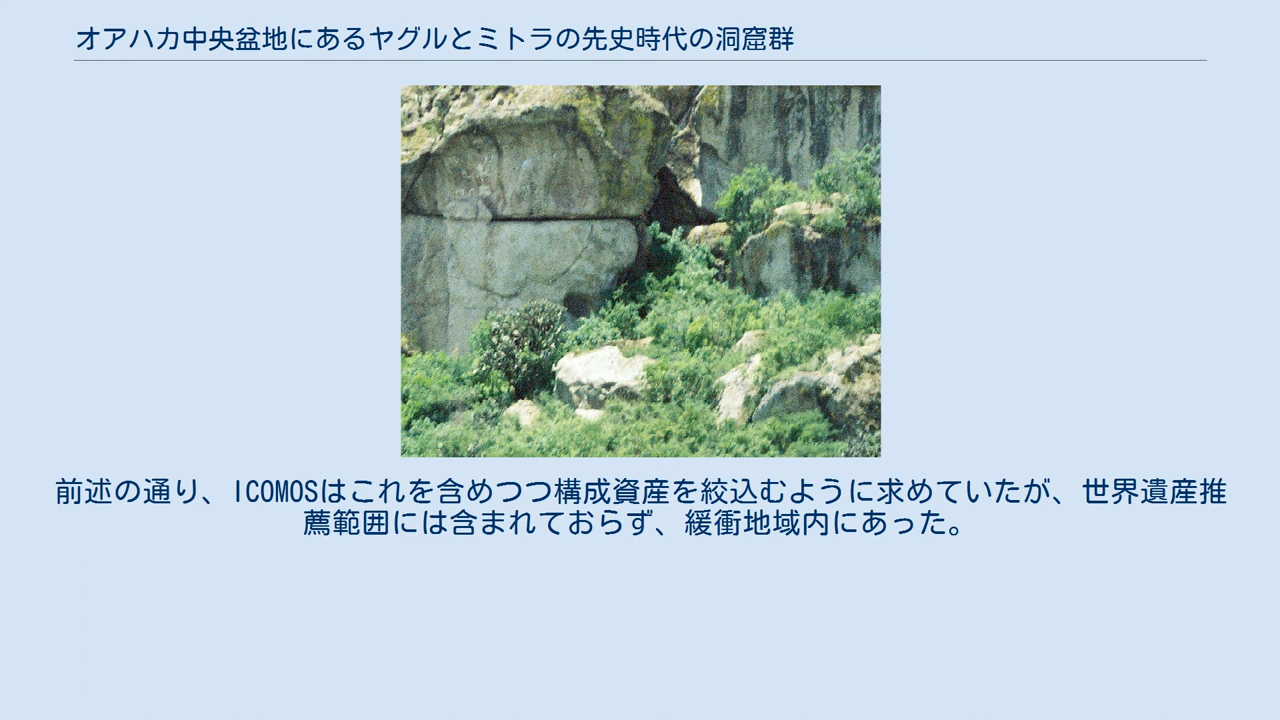 オアハカ中央盆地にあるヤグルとミトラの先史時代の洞窟群
前述の通り、ICOMOSはこれを含めつつ構成資産を絞込むように求めていたが、世界遺産推
薦範囲には含まれておらず、緩衝地域内にあった。